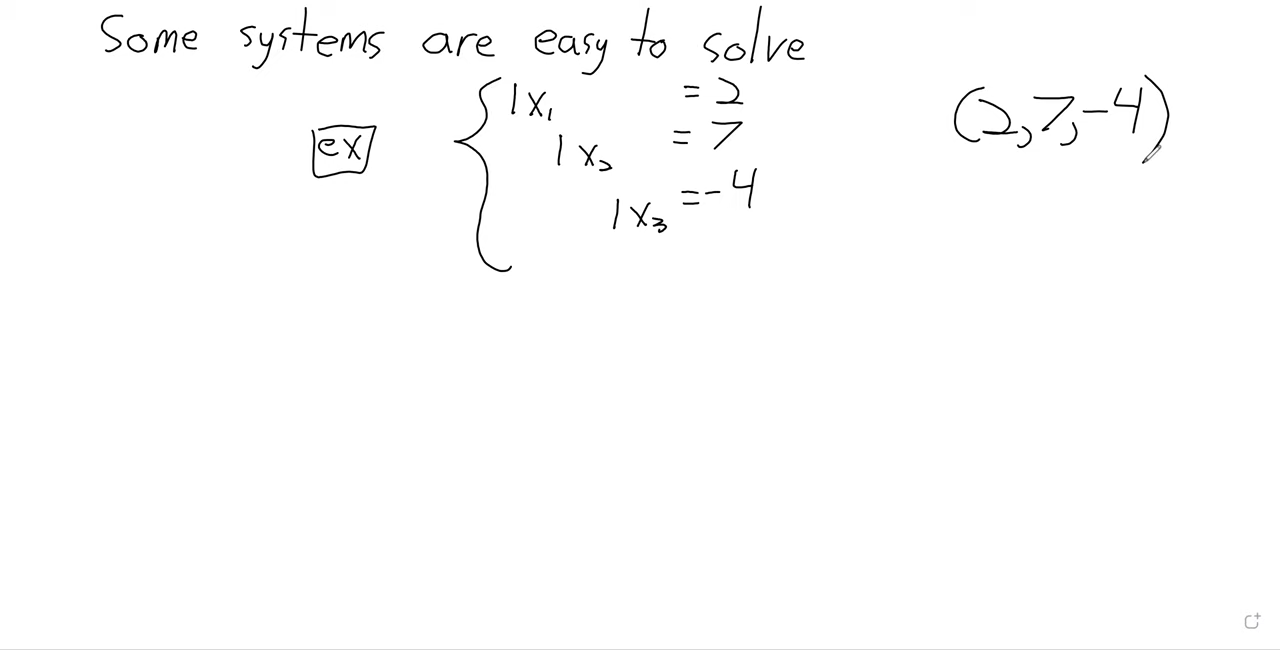 Some systems are easy to solve
ex { 1x₁ = 2 (2,7,-4)
1x₂ = 7
1x₃ = -4